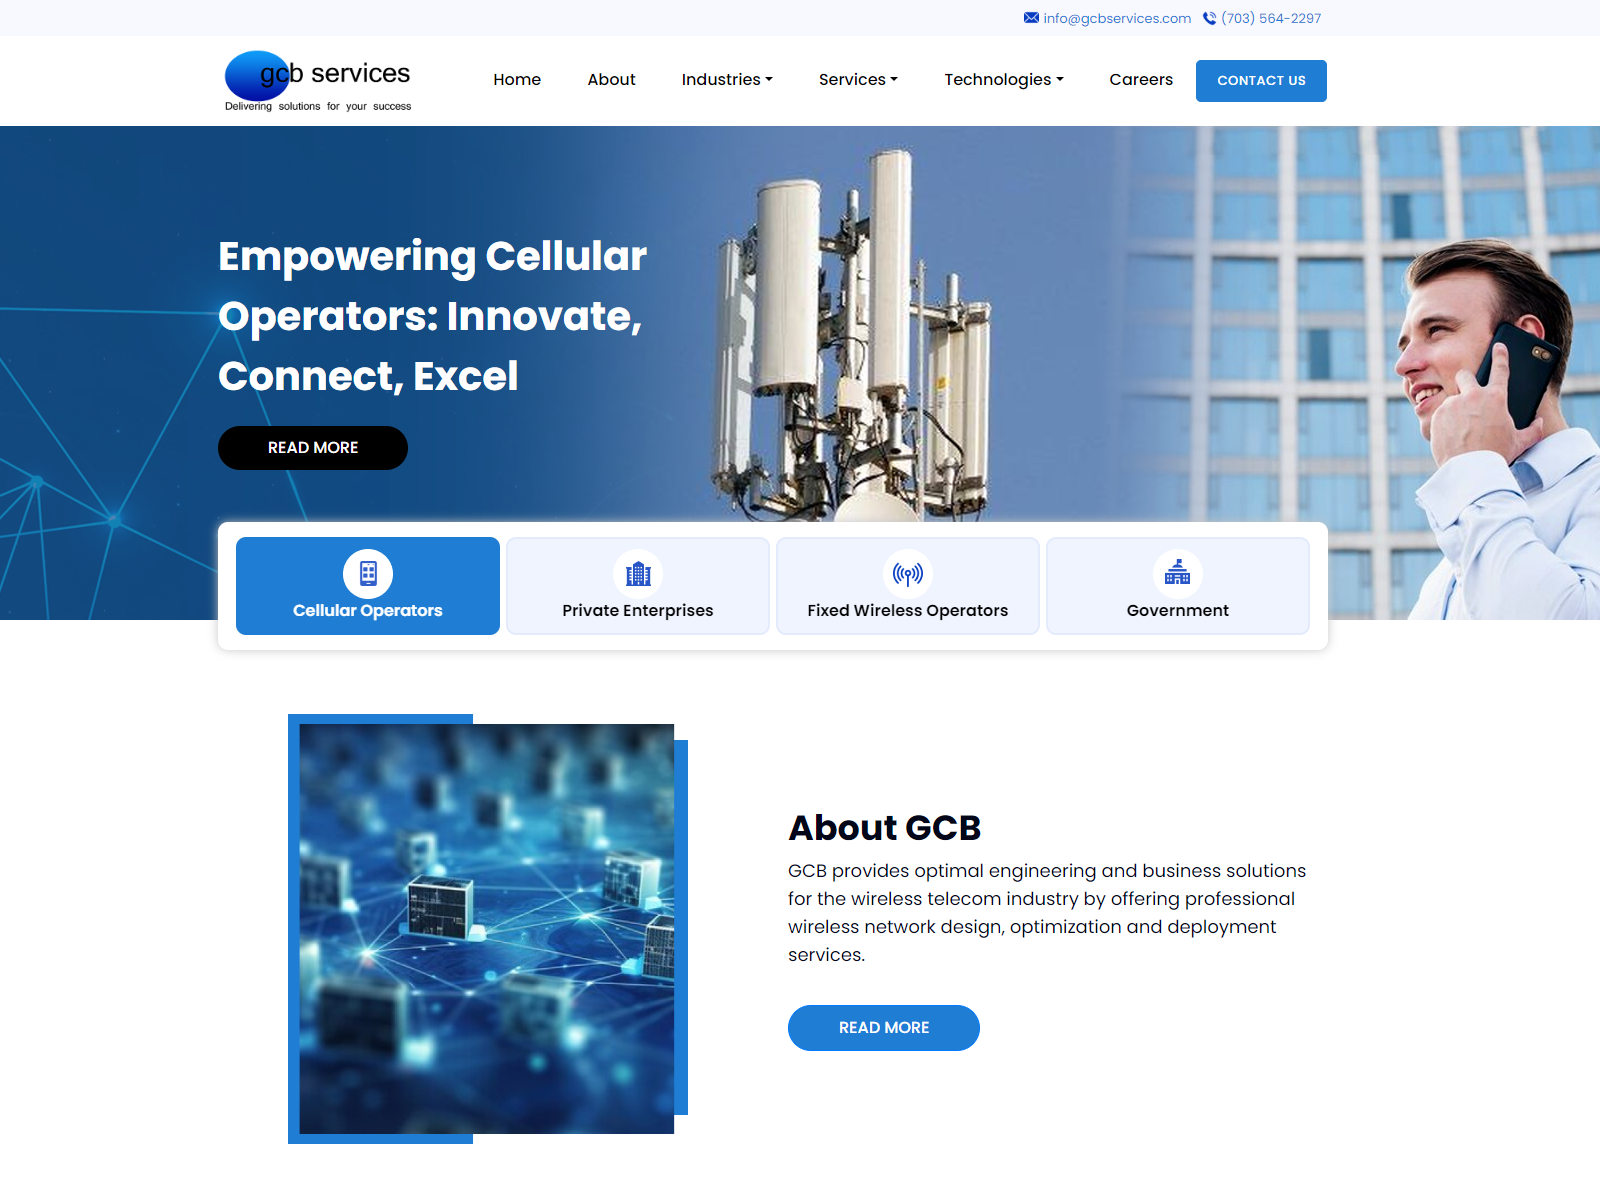 info@gcbservices.com (703) 564-2297
gcb services
Delivering solutions for your success
Home About Industries Services Technologies Careers CONTACT US
Empowering Cellular
Operators: Innovate,
Connect, Excel
READ MORE
Cellular Operators Private Enterprises Fixed Wireless Operators Government
About GCB
GCB provides optimal engineering and business solutions
for the wireless telecom industry by offering professional
wireless network design, optimization and deployment
services.
READ MORE